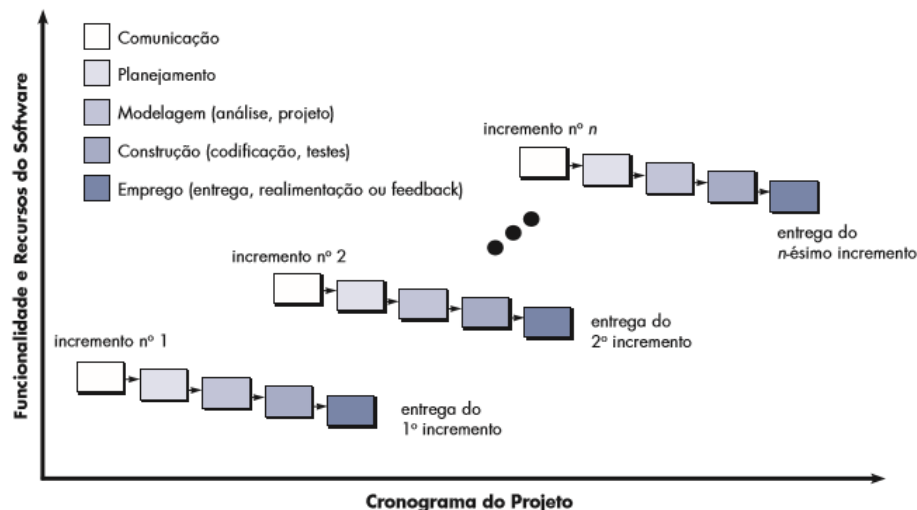 Funcionalidade e Recursos do Software
Comunicação
Planejamento
Modelagem (análise, projeto)
Construção (codificação, testes)
Emprego (entrega, realimentação ou feedback)
incremento nº n
entrega do
n-ésimo incremento
incremento nº 2
entrega do
2º incremento
incremento nº 1
entrega do
1º incremento
Cronograma do Projeto